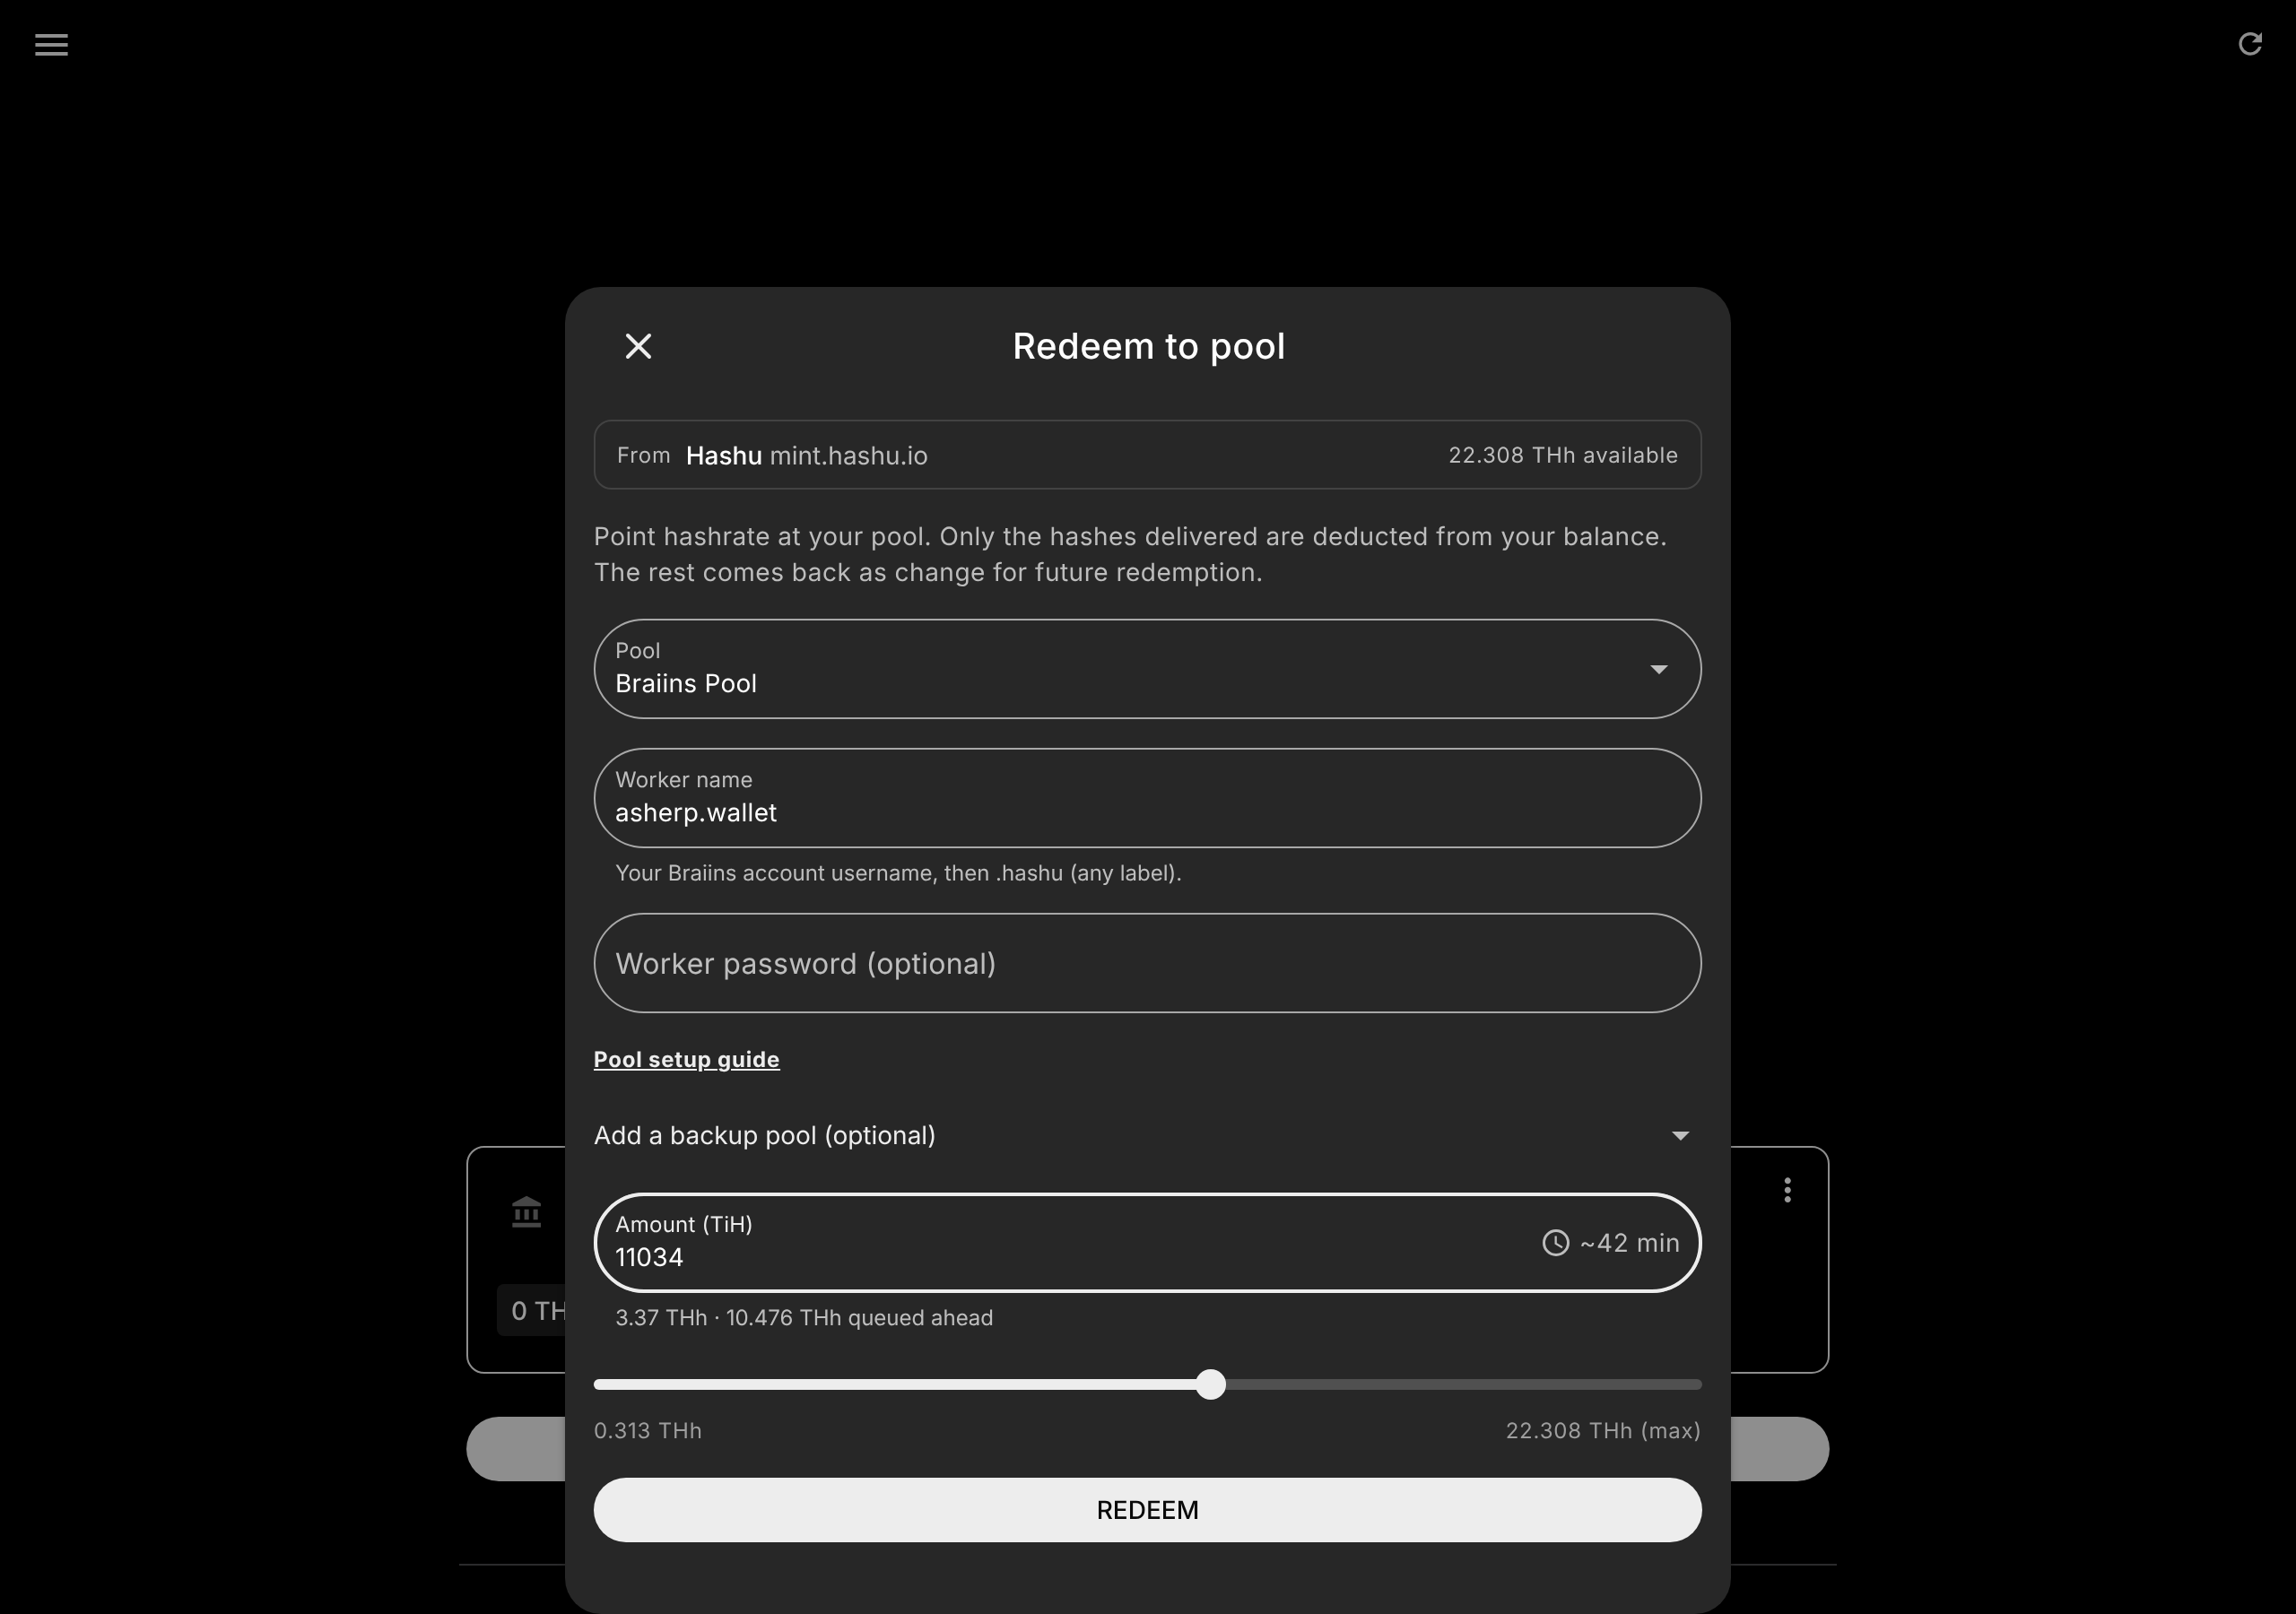 Redeem to pool
From Hashu mint.hashu.io 22.308 THh available
Point hashrate at your pool. Only the hashes delivered are deducted from your balance.
The rest comes back as change for future redemption.
Pool
Braiins Pool
Worker name
asherp.wallet
Your Braiins account username, then .hashu (any label).
Worker password (optional)
Pool setup guide
Add a backup pool (optional)
Amount (TiH)
11034
~42 min
0 TH
3.37 THh · 10.476 THh queued ahead
0.313 THh 22.308 THh (max)
REDEEM